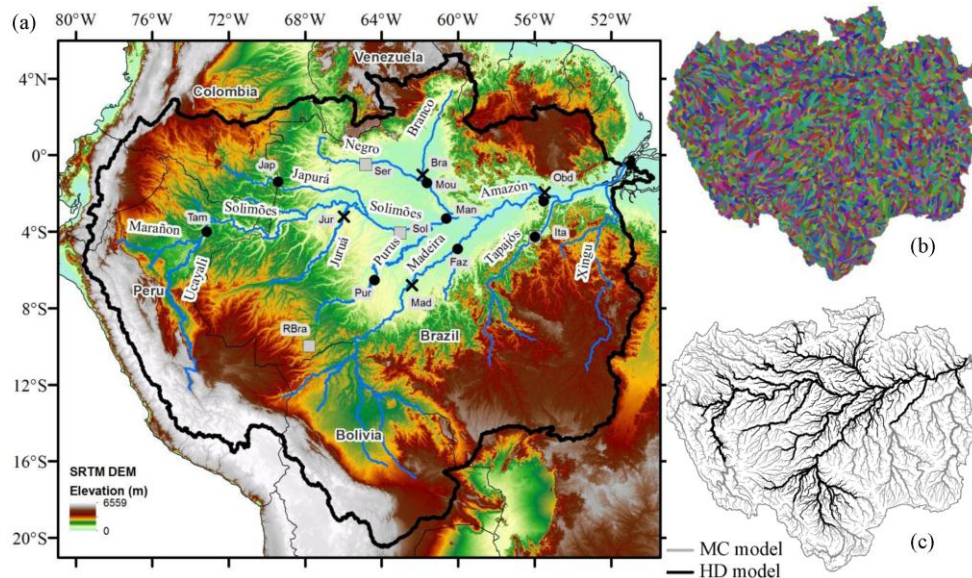 (a)
80°W 76°W 72°W 68°W 64°W 60°W 56°W 52°W
4°N
0°
4°S
8°S
12°S
16°S
20°S
Venezuela
Colombia
Branco
Negro
Ser
Bra
Mou
Jap
Japurá
Amazon
Obd
Solimões
Solimões
Man
Tam
Marañon
Jur
Sol
Juruá
Purus
Madeira
Tapajós
Ita
Xingu
Faz
Ucayali
Peru
Pur
Mad
RBra
Brazil
Bolivia
SRTM DEM
Elevation (m)
6559
0
(b)
(c)
MC model
HD model